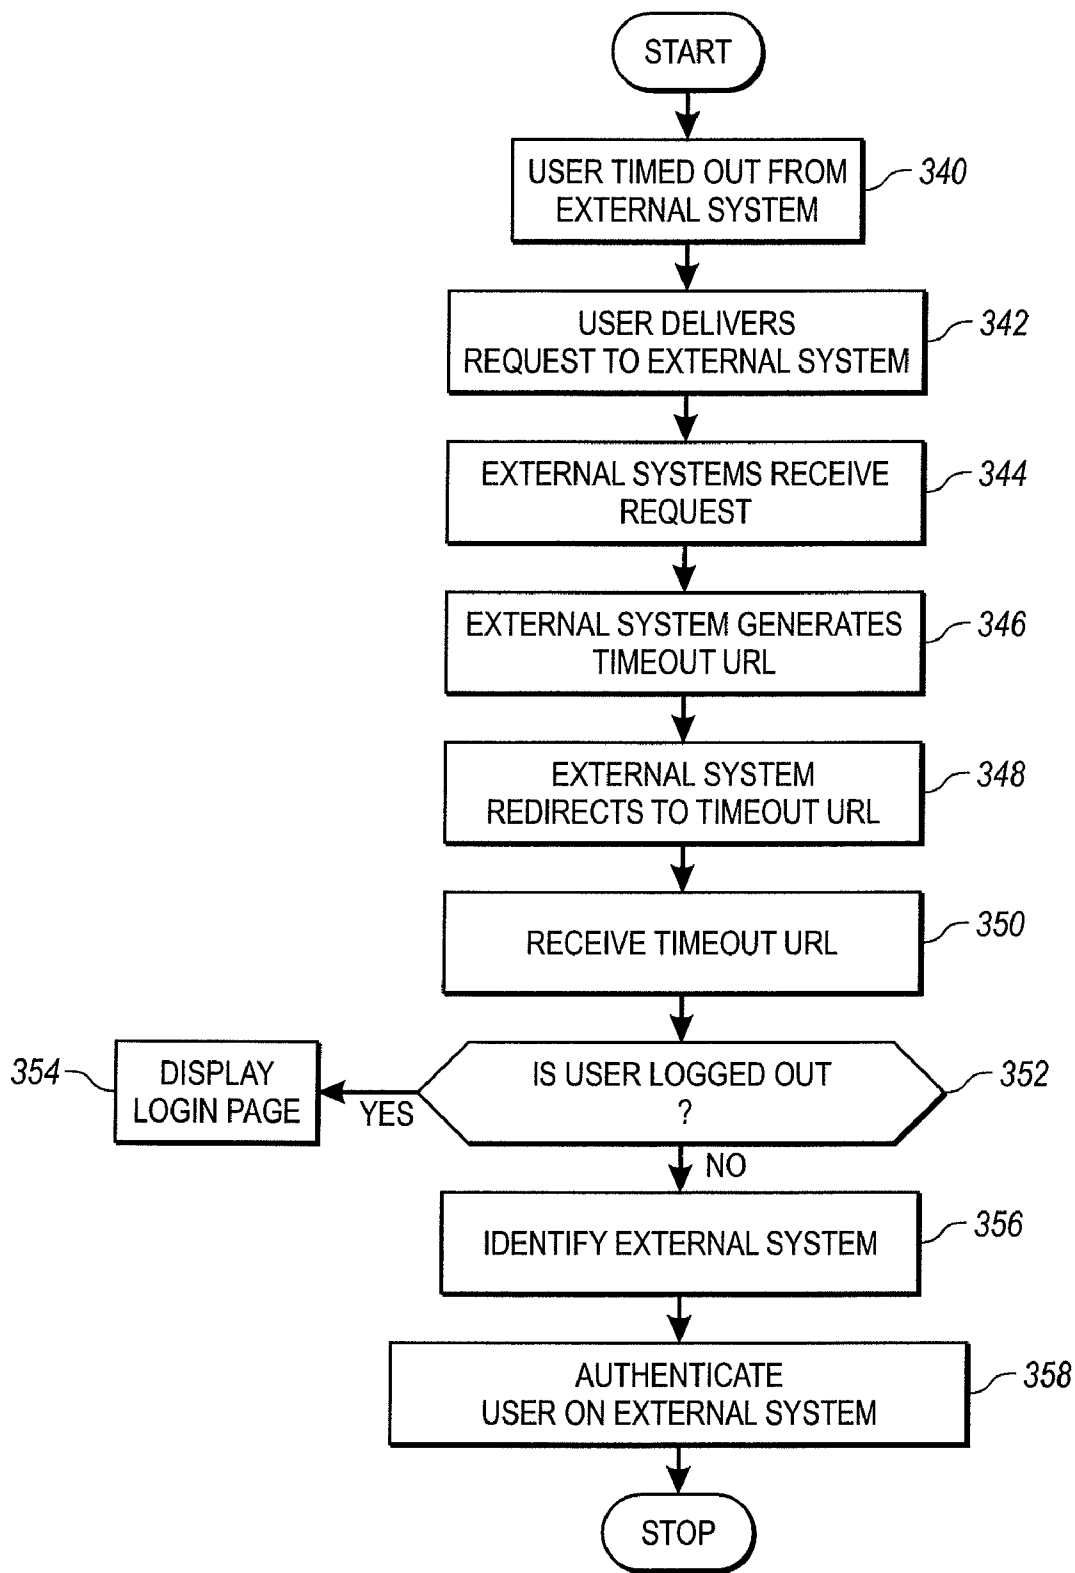 START
USER TIMED OUT FROM
EXTERNAL SYSTEM
340
USER DELIVERS
REQUEST TO EXTERNAL SYSTEM
342
EXTERNAL SYSTEMS RECEIVE
REQUEST
344
EXTERNAL SYSTEM GENERATES
TIMEOUT URL
346
EXTERNAL SYSTEM
REDIRECTS TO TIMEOUT URL
348
RECEIVE TIMEOUT URL
350
354
DISPLAY
LOGIN PAGE
YES
IS USER LOGGED OUT
?
352
NO
IDENTIFY EXTERNAL SYSTEM
356
AUTHENTICATE
USER ON EXTERNAL SYSTEM
358
STOP